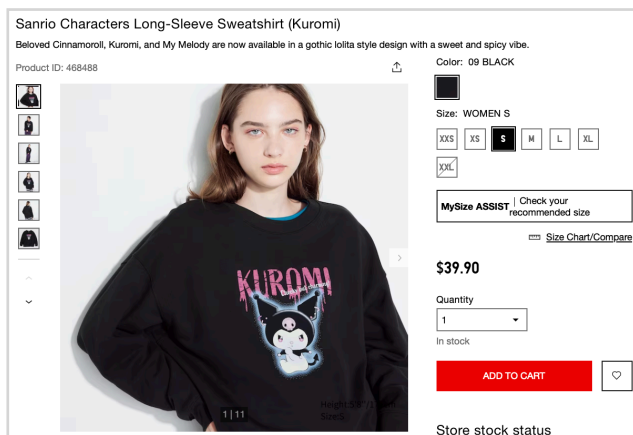 Sanrio Characters Long-Sleeve Sweatshirt (Kuromi)
Beloved Cinnamoroll, Kuromi, and My Melody are now available in a gothic lolita style design with a sweet and spicy vibe.
Product ID: 468488
KUROMI
1|11
Height:
Size:S
Color: 09 BLACK
Size: WOMEN S
XXS XS S M L XL
XXL
MySize ASSIST | Check your
recommended size
Size Chart/Compare
$39.90
Quantity
1
In stock
ADD TO CART
Store stock status